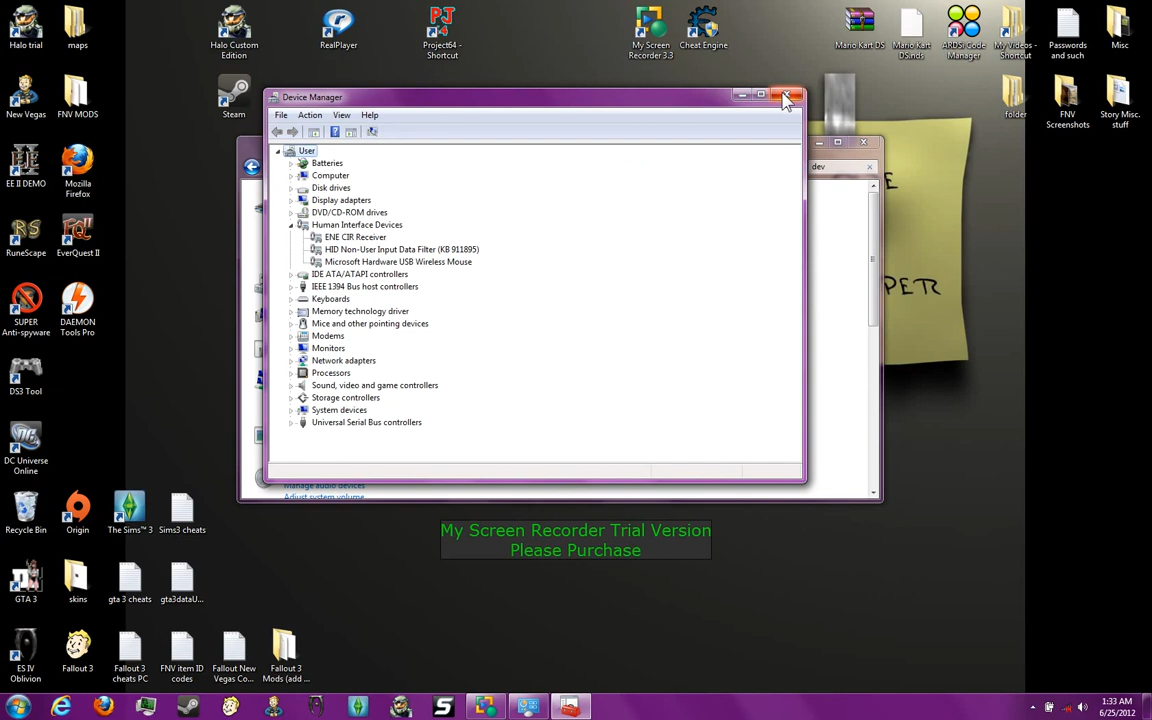 Halo trial
maps
Halo Custom
Edition
RealPlayer
Project64 -
Shortcut
My Screen
Recorder 3.3
Cheat Engine
Mario Kart DS
Mario Kart
DS.nds
ARDSi Code
Manager
My Videos -
Shortcut
Passwords
and such
Misc
New Vegas
FNV MODS
Steam
folder
FNV
Screenshots
Story Misc.
stuff
EE II DEMO
Mozilla
Firefox
RuneScape
EverQuest II
SUPER
Anti-spyware
DAEMON
Tools Pro
DS3 Tool
DC Universe
Online
Recycle Bin
Origin
The Sims™ 3
Sims3 cheats
GTA 3
skins
gta 3 cheats
gta3dataU...
ES IV
Oblivion
Fallout 3
Fallout 3
cheats PC
FNV item ID
codes
Fallout New
Vegas Co...
Fallout 3
Mods (add ...
Device Manager
File Action View Help
User
Batteries
Computer
Disk drives
Display adapters
DVD/CD-ROM drives
Human Interface Devices
ENE CIR Receiver
HID Non-User Input Data Filter (KB 911895)
Microsoft Hardware USB Wireless Mouse
IDE ATA/ATAPI controllers
IEEE 1394 Bus host controllers
Keyboards
Memory technology driver
Mice and other pointing devices
Modems
Monitors
Network adapters
Processors
Sound, video and game controllers
Storage controllers
System devices
Universal Serial Bus controllers
dev
Manage audio devices
Adjust system volume
My Screen Recorder Trial Version
Please Purchase
1:33 AM
6/25/2012